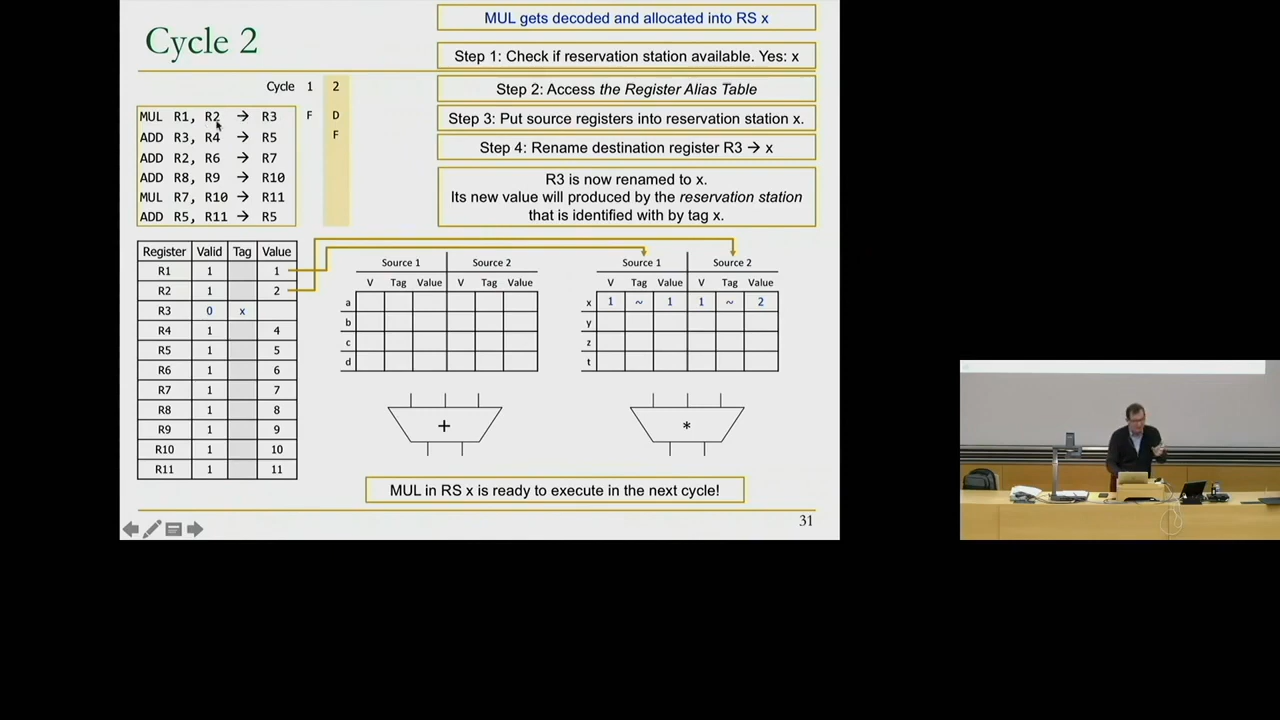 Cycle 2
MUL gets decoded and allocated into RS x
Step 1: Check if reservation station available. Yes: x
Step 2: Access the Register Alias Table
Step 3: Put source registers into reservation station x.
Step 4: Rename destination register R3 → x
R3 is now renamed to x.
Its new value will produced by the reservation station
that is identified with by tag x.
Cycle 1 2
MUL R1, R2 → R3 F D
ADD R3, R4 → R5 F
ADD R2, R6 → R7
ADD R8, R9 → R10
MUL R7, R10 → R11
ADD R5, R11 → R5
Register Valid Tag Value
R1 1 1
R2 1 2
R3 0 x
R4 1 4
R5 1 5
R6 1 6
R7 1 7
R8 1 8
R9 1 9
R10 1 10
R11 1 11
Source 1 Source 2
V Tag Value V Tag Value
a
b
c
d
+
Source 1 Source 2
V Tag Value V Tag Value
x 1 ~ 1 1 ~ 2
y
z
t
*
MUL in RS x is ready to execute in the next cycle!
31